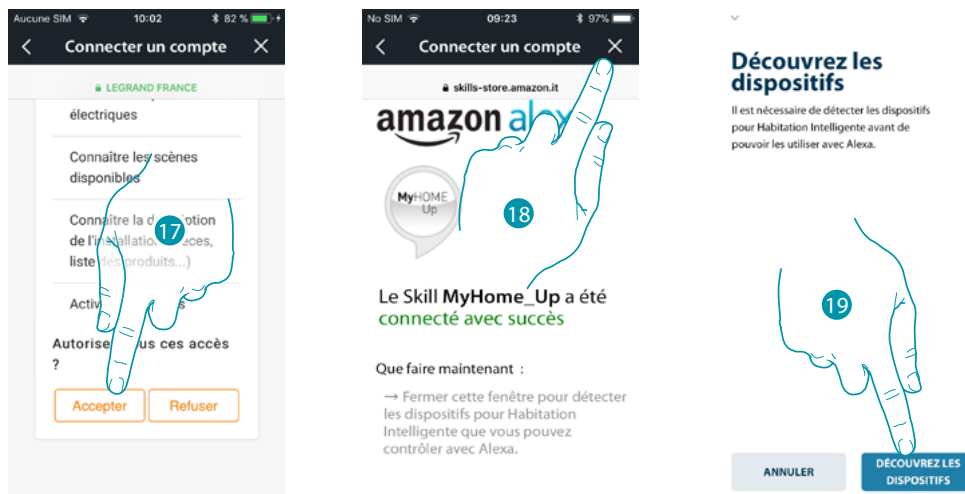 Aucune SIM 10:02 82 %
Connecter un compte
LEGRAND FRANCE
électriques
Connaître les scènes
disponibles
Connaître la
de
liste des produits...)
Autorise
ces accès
?
Accepter Refuser
17
No SIM 09:23 97%
Connecter un compte
skills-store.amazon.it
amazon
MyHOME
Up
18
Le Skill MyHome_Up a été
connecté avec succès
Que faire maintenant :
→ Fermer cette fenêtre pour détecter
les dispositifs pour Habitation
Intelligente que vous pouvez
contrôler avec Alexa.
Découvrez les
dispositifs
Il est nécessaire de détecter les dispositifs
pour Habitation Intelligente avant de
pouvoir les utiliser avec Alexa.
19
ANNULER
DÉCOUVREZ LES
DISPOSITIFS